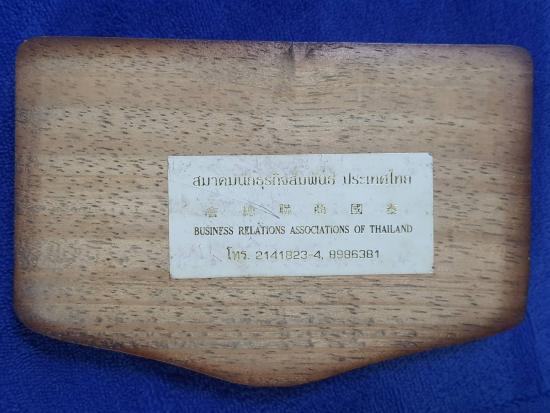 สมาคมนักธุรกิจสัมพันธ์ ประเทศไทย
會總聯商國泰
BUSINESS RELATIONS ASSOCIATIONS OF THAILAND
โทร. 2141823-4, 8986381